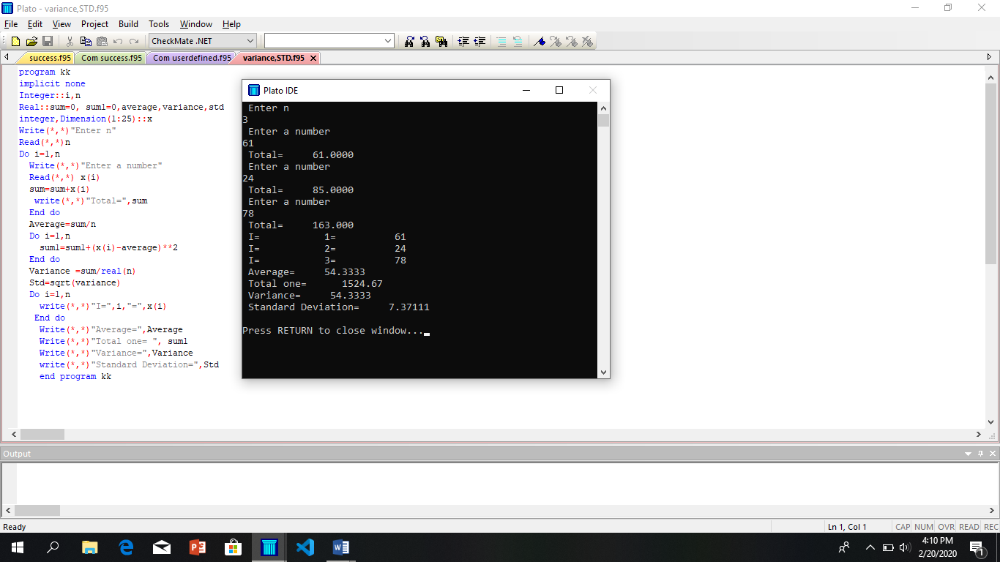 Plato - variance,STD.f95
File Edit View Project Build Tools Window Help
CheckMate .NET
success.f95 Com success.f95 Com userdefined.f95 variance,STD.f95
program kk
implicit none
Integer::i,n
Real::sum=0, sum1=0,average,variance,std
integer,Dimension(1:25)::x
Write(*,*)"Enter n"
Read(*,*)n
Do i=1,n
Write(*,*)"Enter a number"
Read(*,*) x(i)
sum=sum+x(i)
write(*,*)"Total=",sum
End do
Average=sum/n
Do i=1,n
sum1=sum1+(x(i)-average)**2
End do
Variance =sum/real(n)
Std=sqrt(variance)
Do i=1,n
write(*,*)"I=",i,"=",x(i)
End do
Write(*,*)"Average=",Average
Write(*,*)"Total one= ", sum1
Write(*,*)"Variance=",Variance
write(*,*)"Standard Deviation=",Std
end program kk
Plato IDE
Enter n
3
Enter a number
61
Total= 61.0000
Enter a number
24
Total= 85.0000
Enter a number
78
Total= 163.000
I= 1= 61
I= 2= 24
I= 3= 78
Average= 54.3333
Total one= 1524.67
Variance= 54.3333
Standard Deviation= 7.37111
Press RETURN to close window...
Output
Ready Ln 1, Col 1 CAP NUM OVR READ REC
4:10 PM
2/20/2020
1